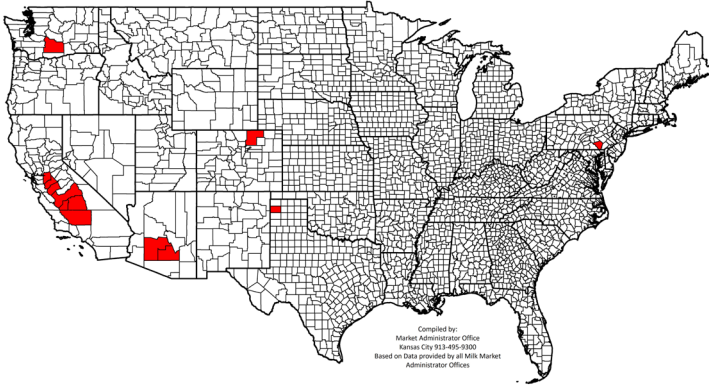 Compiled by:
Market Administrator Office
Kansas City 913-495-9300
Based on Data provided by all Milk Market
Administrator Offices